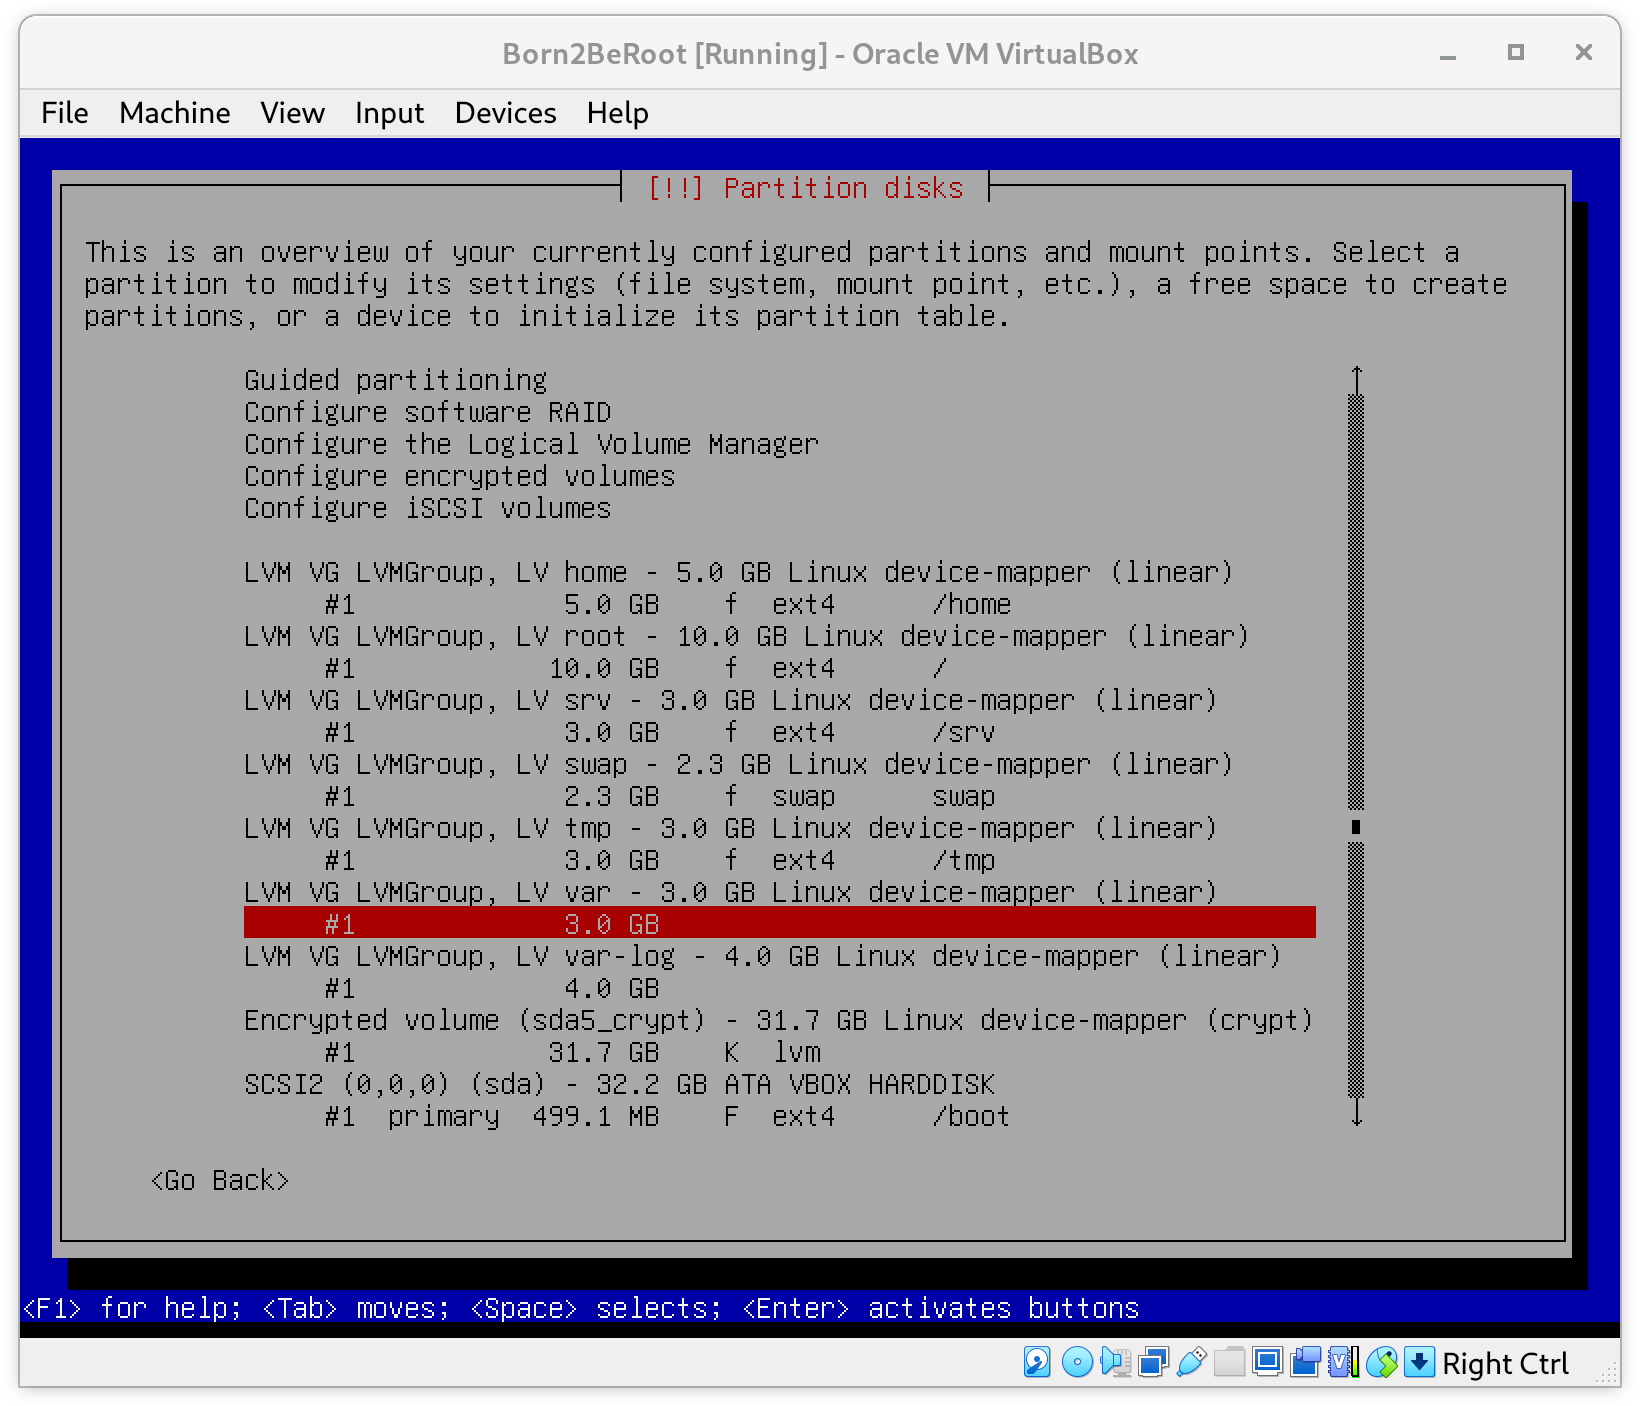 Born2BeRoot [Running] - Oracle VM VirtualBox
File Machine View Input Devices Help
[!!] Partition disks
This is an overview of your currently configured partitions and mount points. Select a
partition to modify its settings (file system, mount point, etc.), a free space to create
partitions, or a device to initialize its partition table.
Guided partitioning
Configure software RAID
Configure the Logical Volume Manager
Configure encrypted volumes
Configure iSCSI volumes
LVM VG LVMGroup, LV home - 5.0 GB Linux device-mapper (linear)
#1 5.0 GB f ext4 /home
LVM VG LVMGroup, LV root - 10.0 GB Linux device-mapper (linear)
#1 10.0 GB f ext4 /
LVM VG LVMGroup, LV srv - 3.0 GB Linux device-mapper (linear)
#1 3.0 GB f ext4 /srv
LVM VG LVMGroup, LV swap - 2.3 GB Linux device-mapper (linear)
#1 2.3 GB f swap swap
LVM VG LVMGroup, LV tmp - 3.0 GB Linux device-mapper (linear)
#1 3.0 GB f ext4 /tmp
LVM VG LVMGroup, LV var - 3.0 GB Linux device-mapper (linear)
#1 3.0 GB
LVM VG LVMGroup, LV var-log - 4.0 GB Linux device-mapper (linear)
#1 4.0 GB
Encrypted volume (sda5_crypt) - 31.7 GB Linux device-mapper (crypt)
#1 31.7 GB K lvm
SCSI2 (0,0,0) (sda) - 32.2 GB ATA VBOX HARDDISK
#1 primary 499.1 MB F ext4 /boot
<Go Back>
<F1> for help; <Tab> moves; <Space> selects; <Enter> activates buttons
Right Ctrl